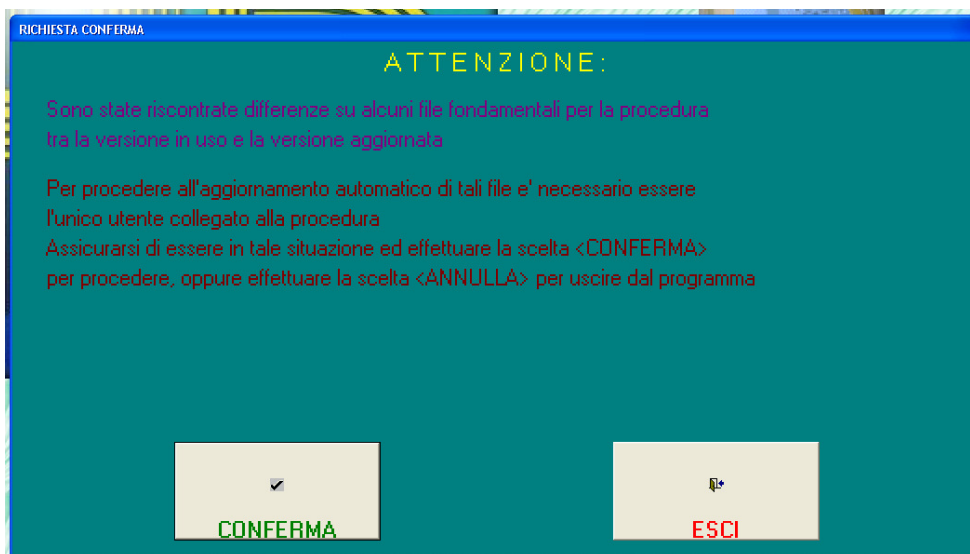 RICHIESTA CONFERMA
ATTENZIONE:
Sono state riscontrate differenze su alcuni file fondamentali per la procedura
tra la versione in uso e la versione aggiornata
Per procedere all'aggiornamento automatico di tali file e' necessario essere
l'unico utente collegato alla procedura
Assicurarsi di essere in tale situazione ed effettuare la scelta <CONFERMA>
per procedere, oppure effettuare la scelta <ANNULLA> per uscire dal programma
CONFERMA
ESCI